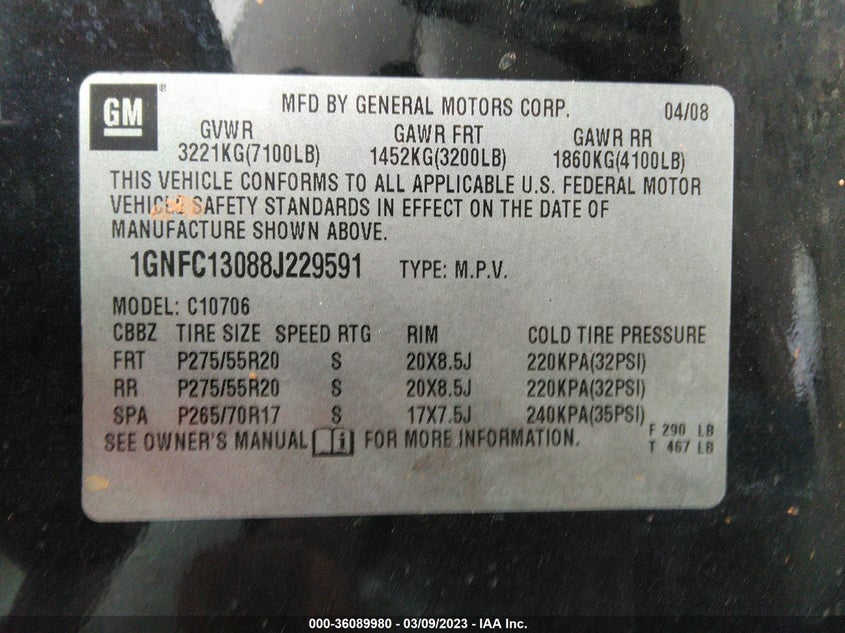 GM ®
MFD BY GENERAL MOTORS CORP. 04/08
GVWR GAWR FRT GAWR RR
3221KG(7100LB) 1452KG(3200LB) 1860KG(4100LB)
THIS VEHICLE CONFORMS TO ALL APPLICABLE U.S. FEDERAL MOTOR
VEHICLE SAFETY STANDARDS IN EFFECT ON THE DATE OF
MANUFACTURE SHOWN ABOVE.
1GNFC13088J229591 TYPE: M.P.V.
MODEL: C10706
CBBZ TIRE SIZE SPEED RTG RIM COLD TIRE PRESSURE
FRT P275/55R20 S 20X8.5J 220KPA(32PSI)
RR P275/55R20 S 20X8.5J 220KPA(32PSI)
SPA P265/70R17 S 17X7.5J 240KPA(35PSI)
SEE OWNER'S MANUAL i FOR MORE INFORMATION.
F 290 LB
T 467 LB
000-36089980 - 03/09/2023 - IAA Inc.